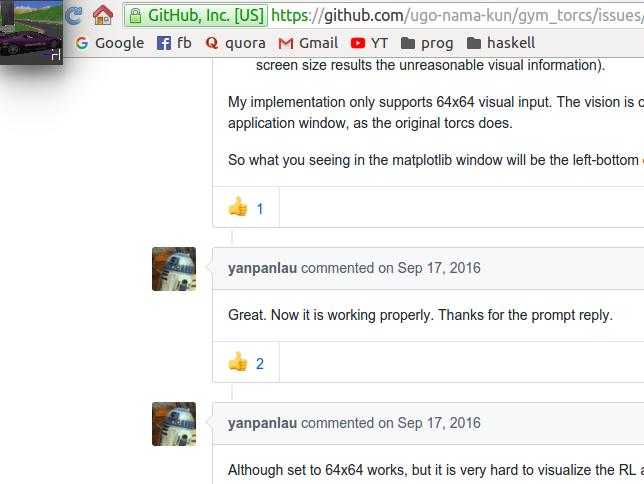 GitHub, Inc. [US] https://github.com/ugo-nama-kun/gym_torcs/issues/
Google fb quora Gmail YT prog haskell
screen size results the unreasonable visual information).
My implementation only supports 64x64 visual input. The vision is
application window, as the original torcs does.
So what you seeing in the matplotlib window will be the left-bottom
1
yanpanlau commented on Sep 17, 2016
Great. Now it is working properly. Thanks for the prompt reply.
2
yanpanlau commented on Sep 17, 2016
Although set to 64x64 works, but it is very hard to visualize the RL